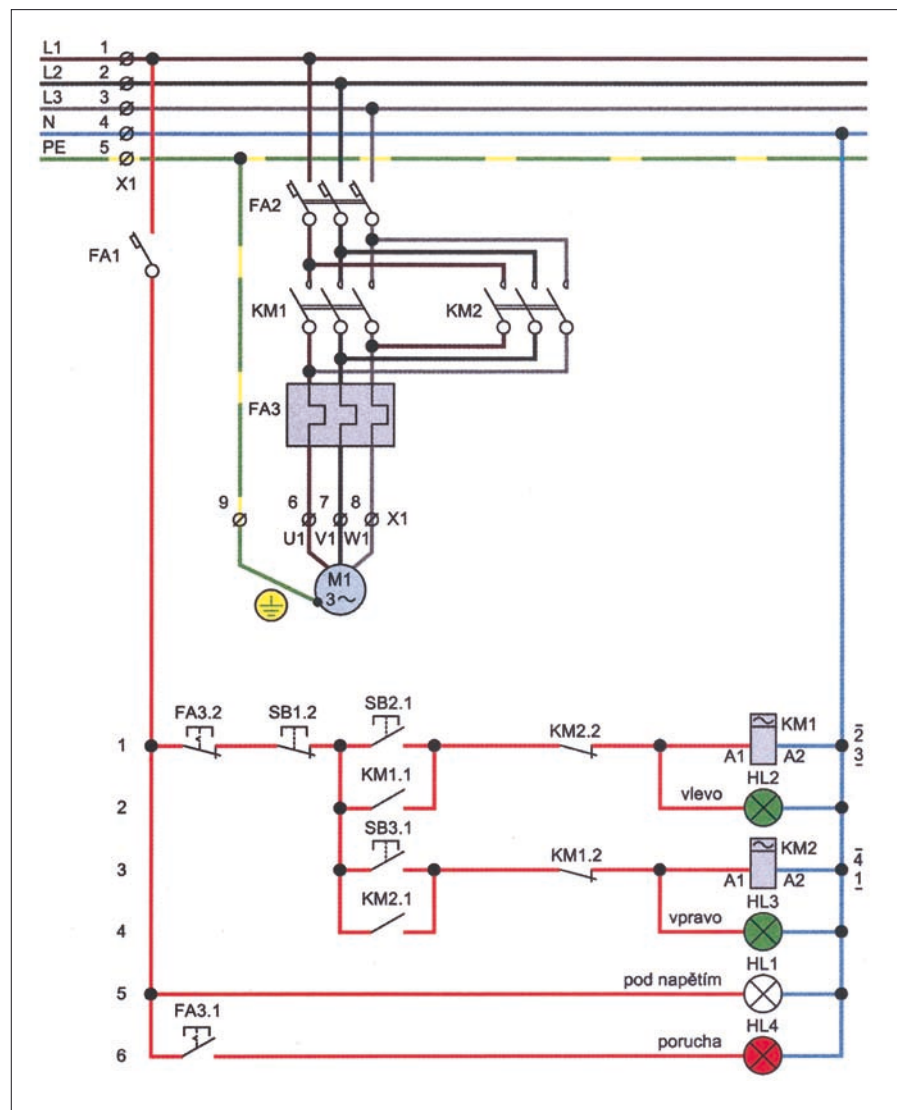 L1 1
L2 2
L3 3
N 4
PE 5
X1
FA2
FA1
KM1 KM2
FA3
9 6 7 8 X1
U1 V1 W1
M1
3~
SB2.1
FA3.2 SB1.2 KM2.2 KM1
1 A1 A2 2
3
KM1.1 HL2
2 vlevo
SB3.1
KM1.2 KM2
3 A1 A2 4
1
KM2.1 HL3
4 vpravo
HL1
5 pod napětím
FA3.1 HL4
6 porucha